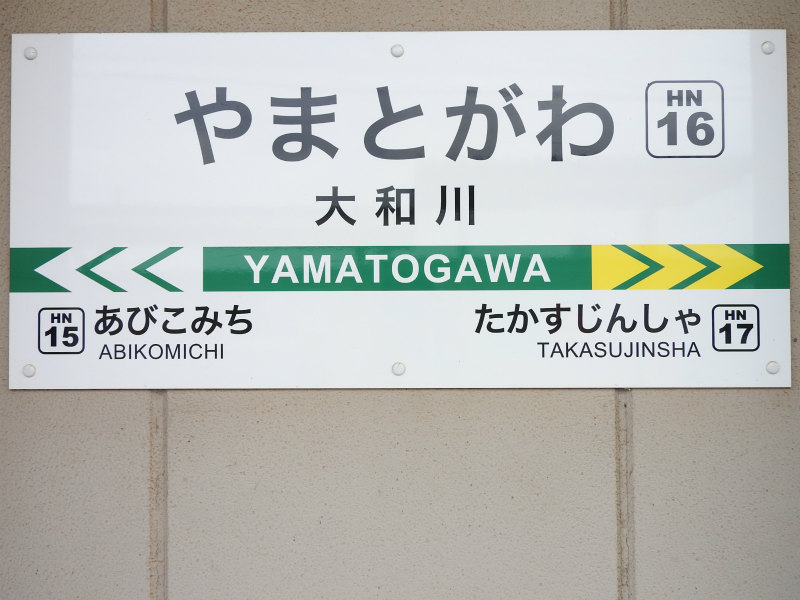 やまとがわ
HN
16
大和川
YAMATOGAWA
HN
15
あびこみち
ABIKOMICHI
たかすじんしゃ
TAKASUJINSHA
HN
17